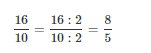 16/10 = 16 : 2/10 : 2 = 8/5